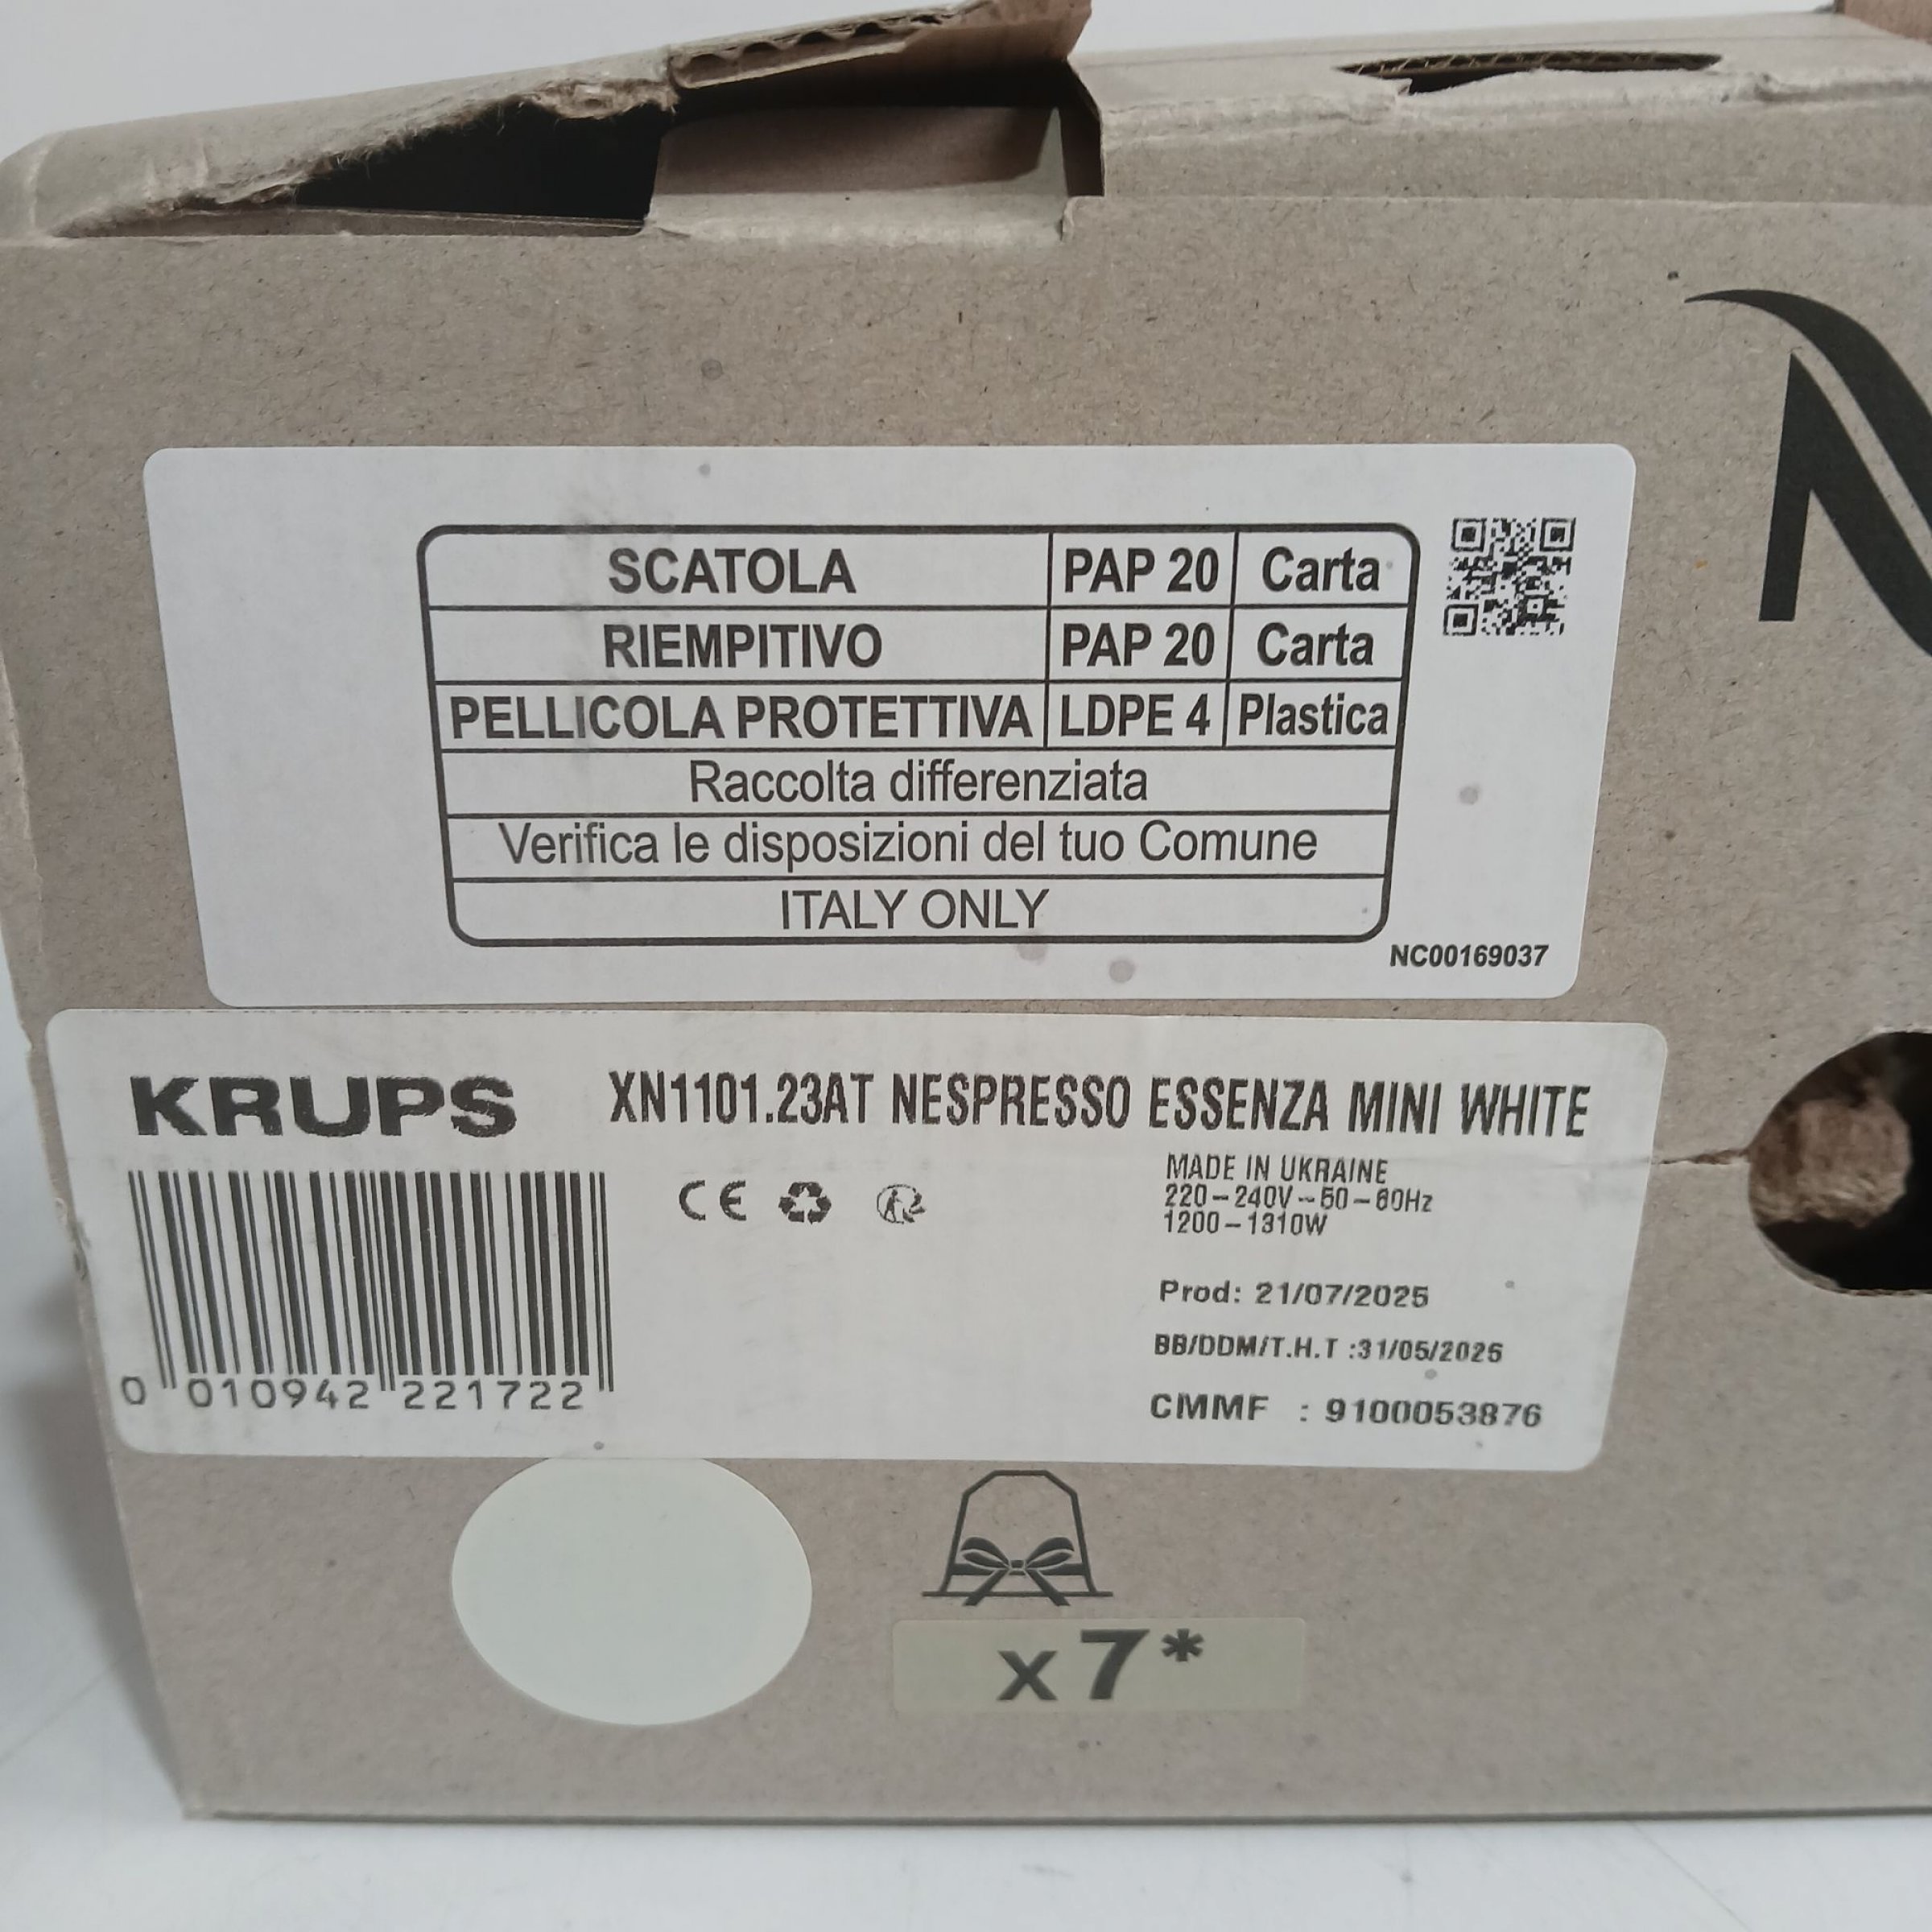 SCATOLA PAP 20 Carta
RIEMPITIVO PAP 20 Carta
PELLICOLA PROTETTIVA LDPE 4 Plastica
Raccolta differenziata
Verifica le disposizioni del tuo Comune
ITALY ONLY
NC00169037
N
KRUPS XN1101.23AT NESPRESSO ESSENZA MINI WHITE
CE
MADE IN UKRAINE
220-240V~50-60Hz
1200-1310W
Prod: 21/07/2025
BB/DDM/T.H.T :31/05/2025
CMMF : 9100053876
0 010942 221722
x7*